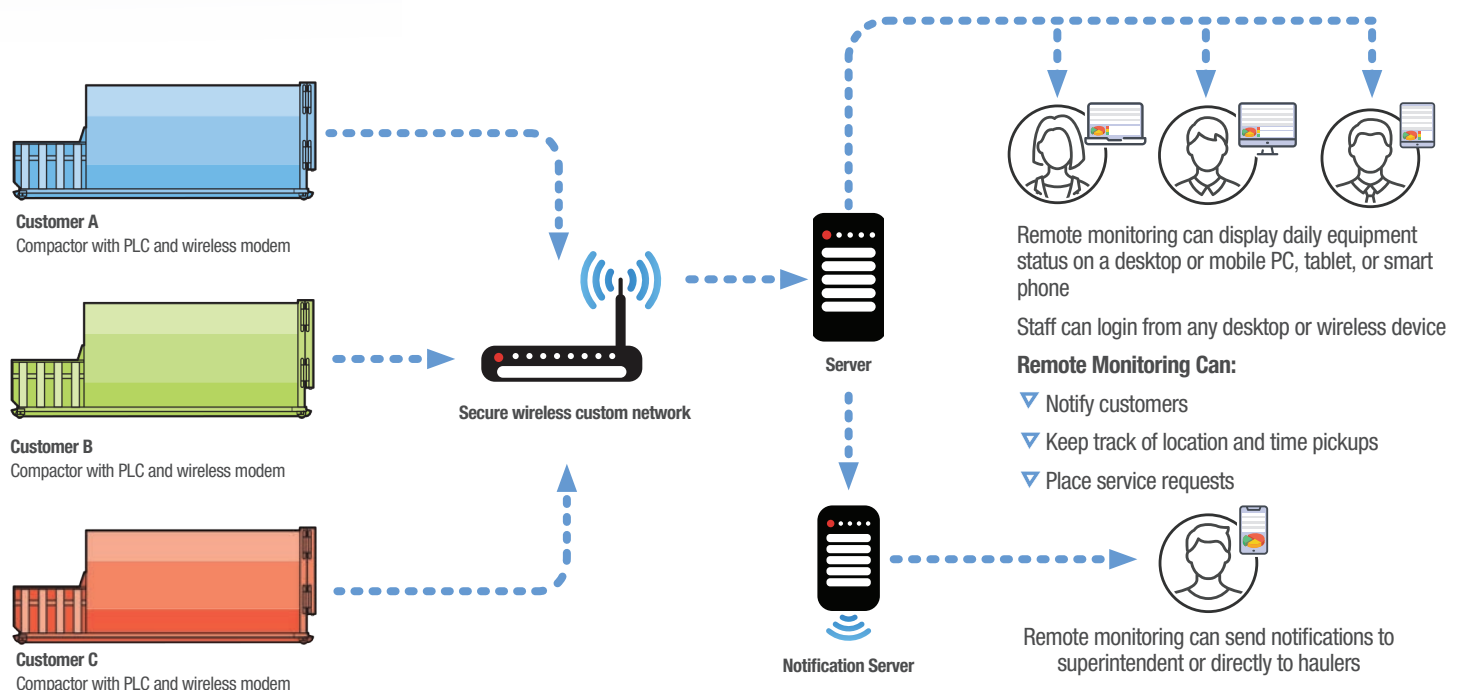 Customer A
Compactor with PLC and wireless modem
Customer B
Compactor with PLC and wireless modem
Customer C
Compactor with PLC and wireless modem
Secure wireless custom network
Server
Notification Server
Remote monitoring can display daily equipment
status on a desktop or mobile PC, tablet, or smart
phone
Staff can login from any desktop or wireless device
Remote Monitoring Can:
Notify customers
Keep track of location and time pickups
Place service requests
Remote monitoring can send notifications to
superintendent or directly to haulers